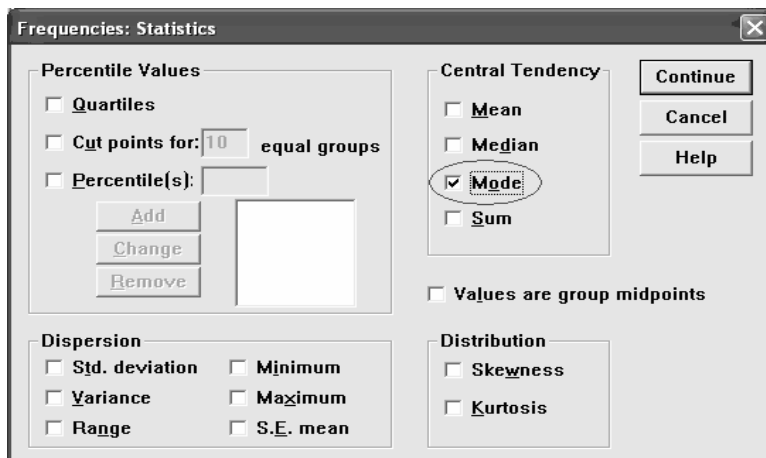 Frequencies: Statistics
Percentile Values
Quartiles
Cut points for: 10 equal groups
Percentile(s):
Add
Change
Remove
Central Tendency
Mean
Median
Mode
Sum
Continue
Cancel
Help
Values are group midpoints
Dispersion
Std. deviation
Minimum
Variance
Maximum
Range
S.E. mean
Distribution
Skewness
Kurtosis